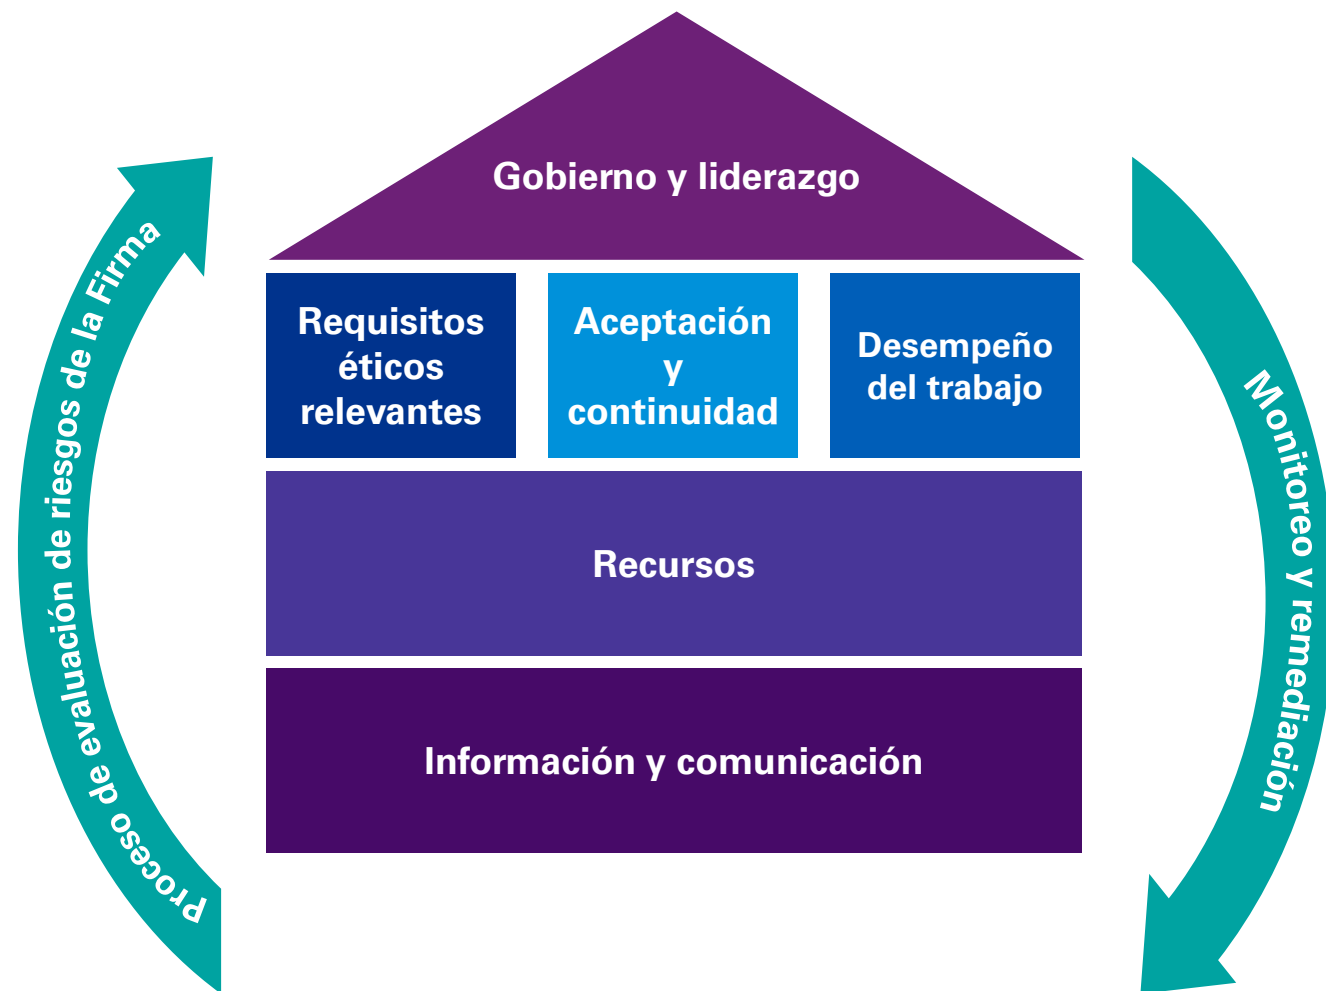 Gobierno y liderazgo
Requisitos
éticos
relevantes
Aceptación
y
continuidad
Desempeño
del trabajo
Recursos
Información y comunicación
Proceso de evaluación de riesgos de la Firma
Monitoreo y remediación